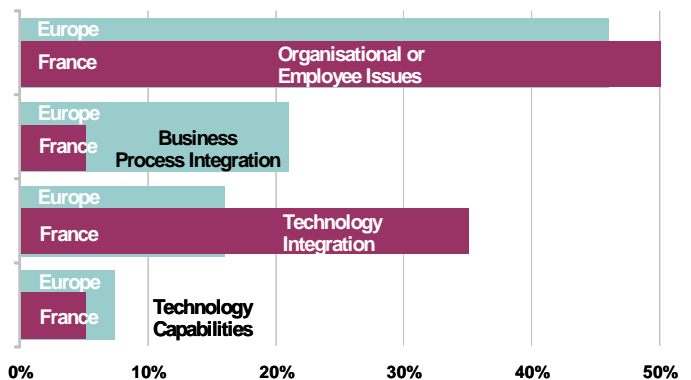 Europe
France
Organisational or
Employee Issues
Europe
France
Business
Process Integration
Europe
France
Technology
Integration
Europe
France
Technology
Capabilities
0% 10% 20% 30% 40% 50%